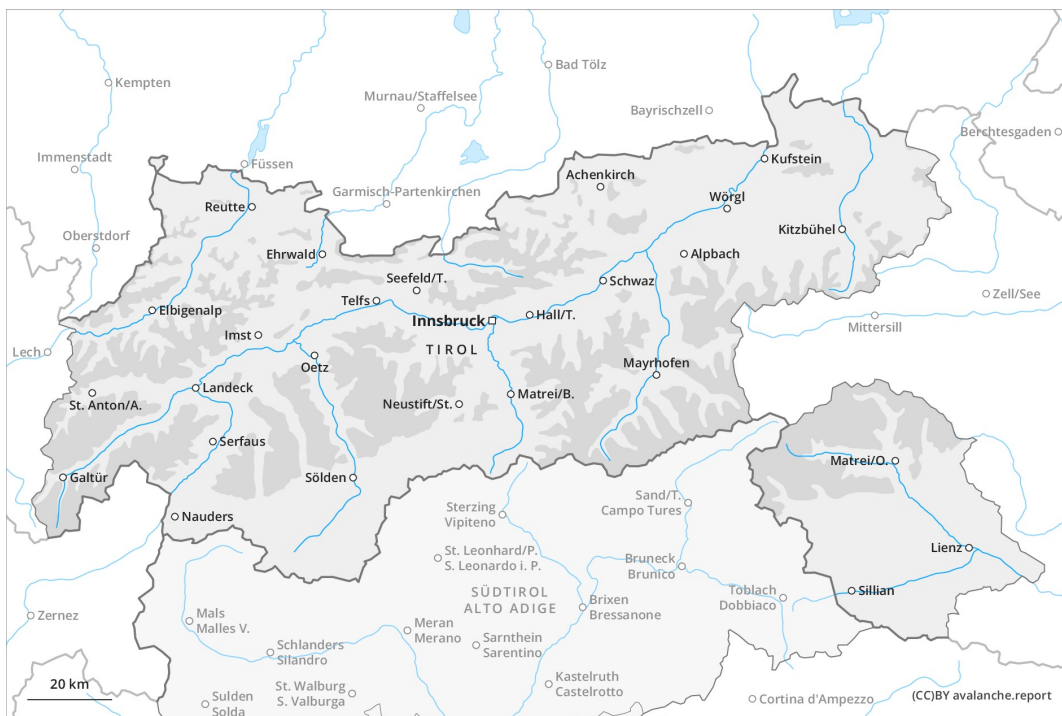 Kempten
Bad Tölz
Murnau/Staffelsee
Bayrischzell
Berchtesgaden
Immenstadt
Füssen
Kufstein
Achenkirch
Garmisch-Partenkirchen
Reutte
Wörgl
Kitzbühel
Oberstdorf
Ehrwald
Alpbach
Seefeld/T.
Schwaz
Zell/See
Telfs
Elbigenalp
Innsbruck
Hall/T.
Mittersill
Imst
TIROL
Lech
Oetz
Mayrhofen
Landeck
St. Anton/A.
Neustift/St.
Matrei/B.
Serfaus
Matrei/O.
Galtür
Sölden
Sand/T.
Campo Tures
Sterzing
Vipiteno
Nauders
Lienz
St. Leonhard/P.
S. Leonardo i. P.
Bruneck
Brunico
SÜDTIROL
ALTO ADIGE
Sillian
Toblach
Dobbiaco
Brixen
Bressanone
Zernez
Mals
Malles V.
Meran
Merano
Sarnthein
Sarentino
Schlanders
Silandro
Kastelruth
Castelrotto
St. Walburg
S. Valburga
20 km
Sulden
Solda
Cortina d'Ampezzo
(CC)BY avalanche.report